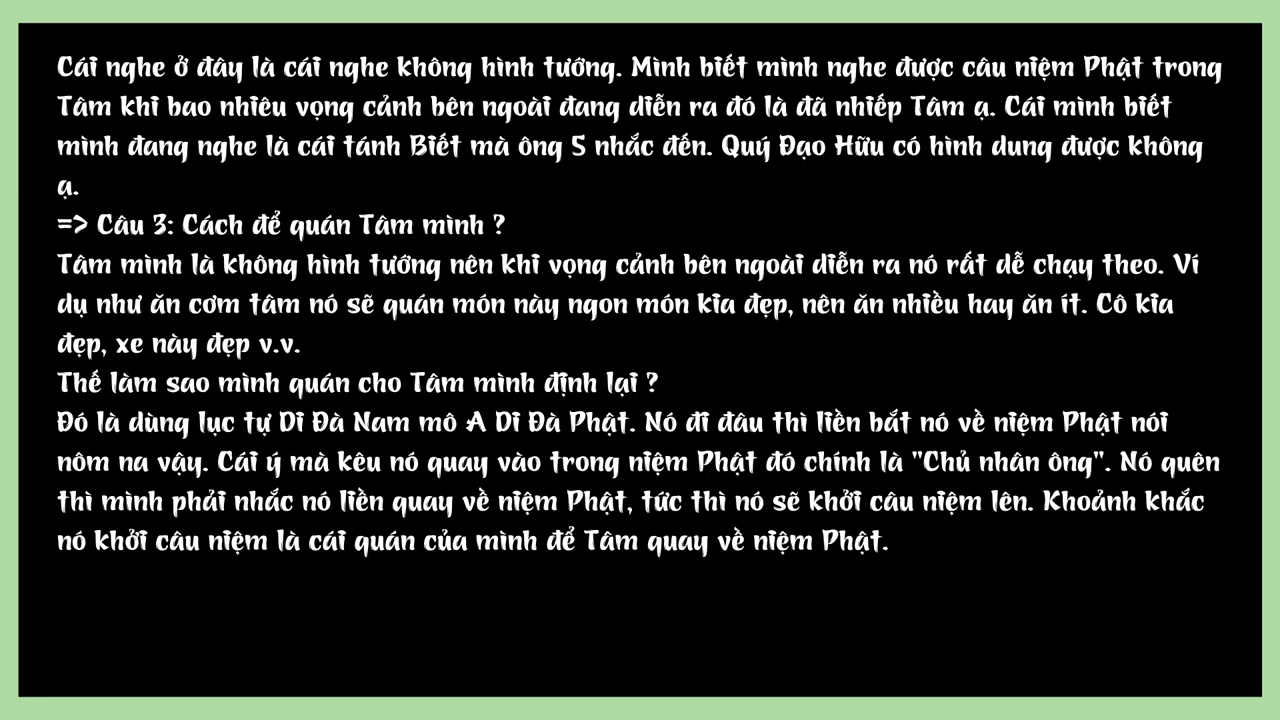 Cái nghe ở đây là cái nghe không hình tướng. Mình biết mình nghe được câu niệm Phật trong
Tâm khi bao nhiêu vọng cảnh bên ngoài đang diễn ra đó là đã nhiếp Tâm ạ. Cái mình biết
mình đang nghe là cái tánh Biết mà ông 5 nhắc đến. Quý Đạo Hữu có hình dung được không
ạ.
=> Câu 3: Cách để quán Tâm mình ?
Tâm mình là không hình tướng nên khi vọng cảnh bên ngoài diễn ra nó rất dễ chạy theo. Ví
dụ như ăn cơm tâm nó sẽ quán món này ngon món kia đẹp, nên ăn nhiều hay ăn ít. Cô kia
đẹp, xe này đẹp v.v.
Thế làm sao mình quán cho Tâm mình định lại ?
Đó là dùng lục tự Di Đà Nam mô A Di Đà Phật. Nó đi đâu thì liền bắt nó về niệm Phật nói
nôm na vậy. Cái ý mà kêu nó quay vào trong niệm Phật đó chính là "Chủ nhân ông". Nó quên
thì mình phải nhắc nó liền quay về niệm Phật, tức thì nó sẽ khởi câu niệm lên. Khoảnh khắc
nó khởi câu niệm là cái quán của mình để Tâm quay về niệm Phật.